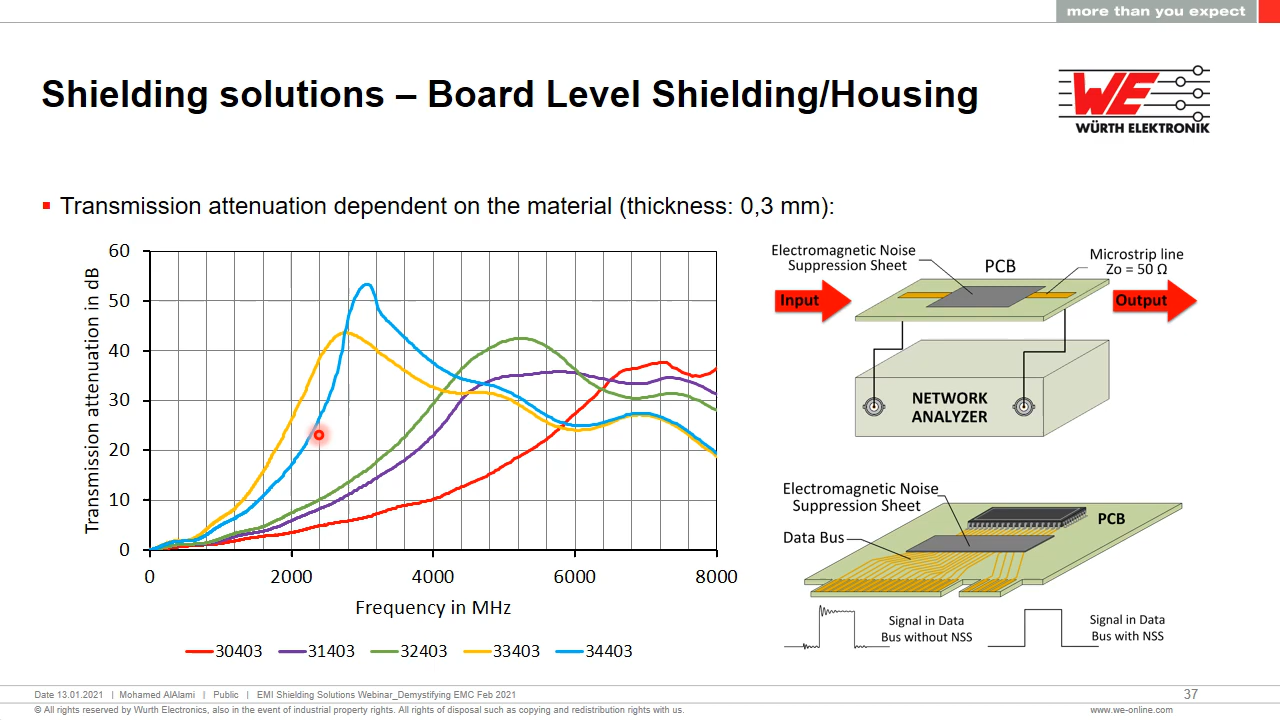 more than you expect
Shielding solutions – Board Level Shielding/Housing
WE
WÜRTH ELEKTRONIK
Transmission attenuation dependent on the material (thickness: 0,3 mm):
Transmission attenuation in dB
60
50
40
30
20
10
0
0 2000 4000 6000 8000
Frequency in MHz
30403 31403 32403 33403 34403
Electromagnetic Noise
Suppression Sheet
PCB
Microstrip line
Zo = 50 Ω
Input
Output
NETWORK
ANALYZER
Electromagnetic Noise
Suppression Sheet
PCB
Data Bus
Signal in Data
Bus without NSS
Signal in Data
Bus with NSS
Date 13.01.2021 | Mohamed AlAlami | Public | EMI Shielding Solutions Webinar_Demystifying EMC Feb 2021
37
© All rights reserved by Wurth Electronics, also in the event of industrial property rights. All rights of disposal such as copying and redistribution rights with us.
www.we-online.com